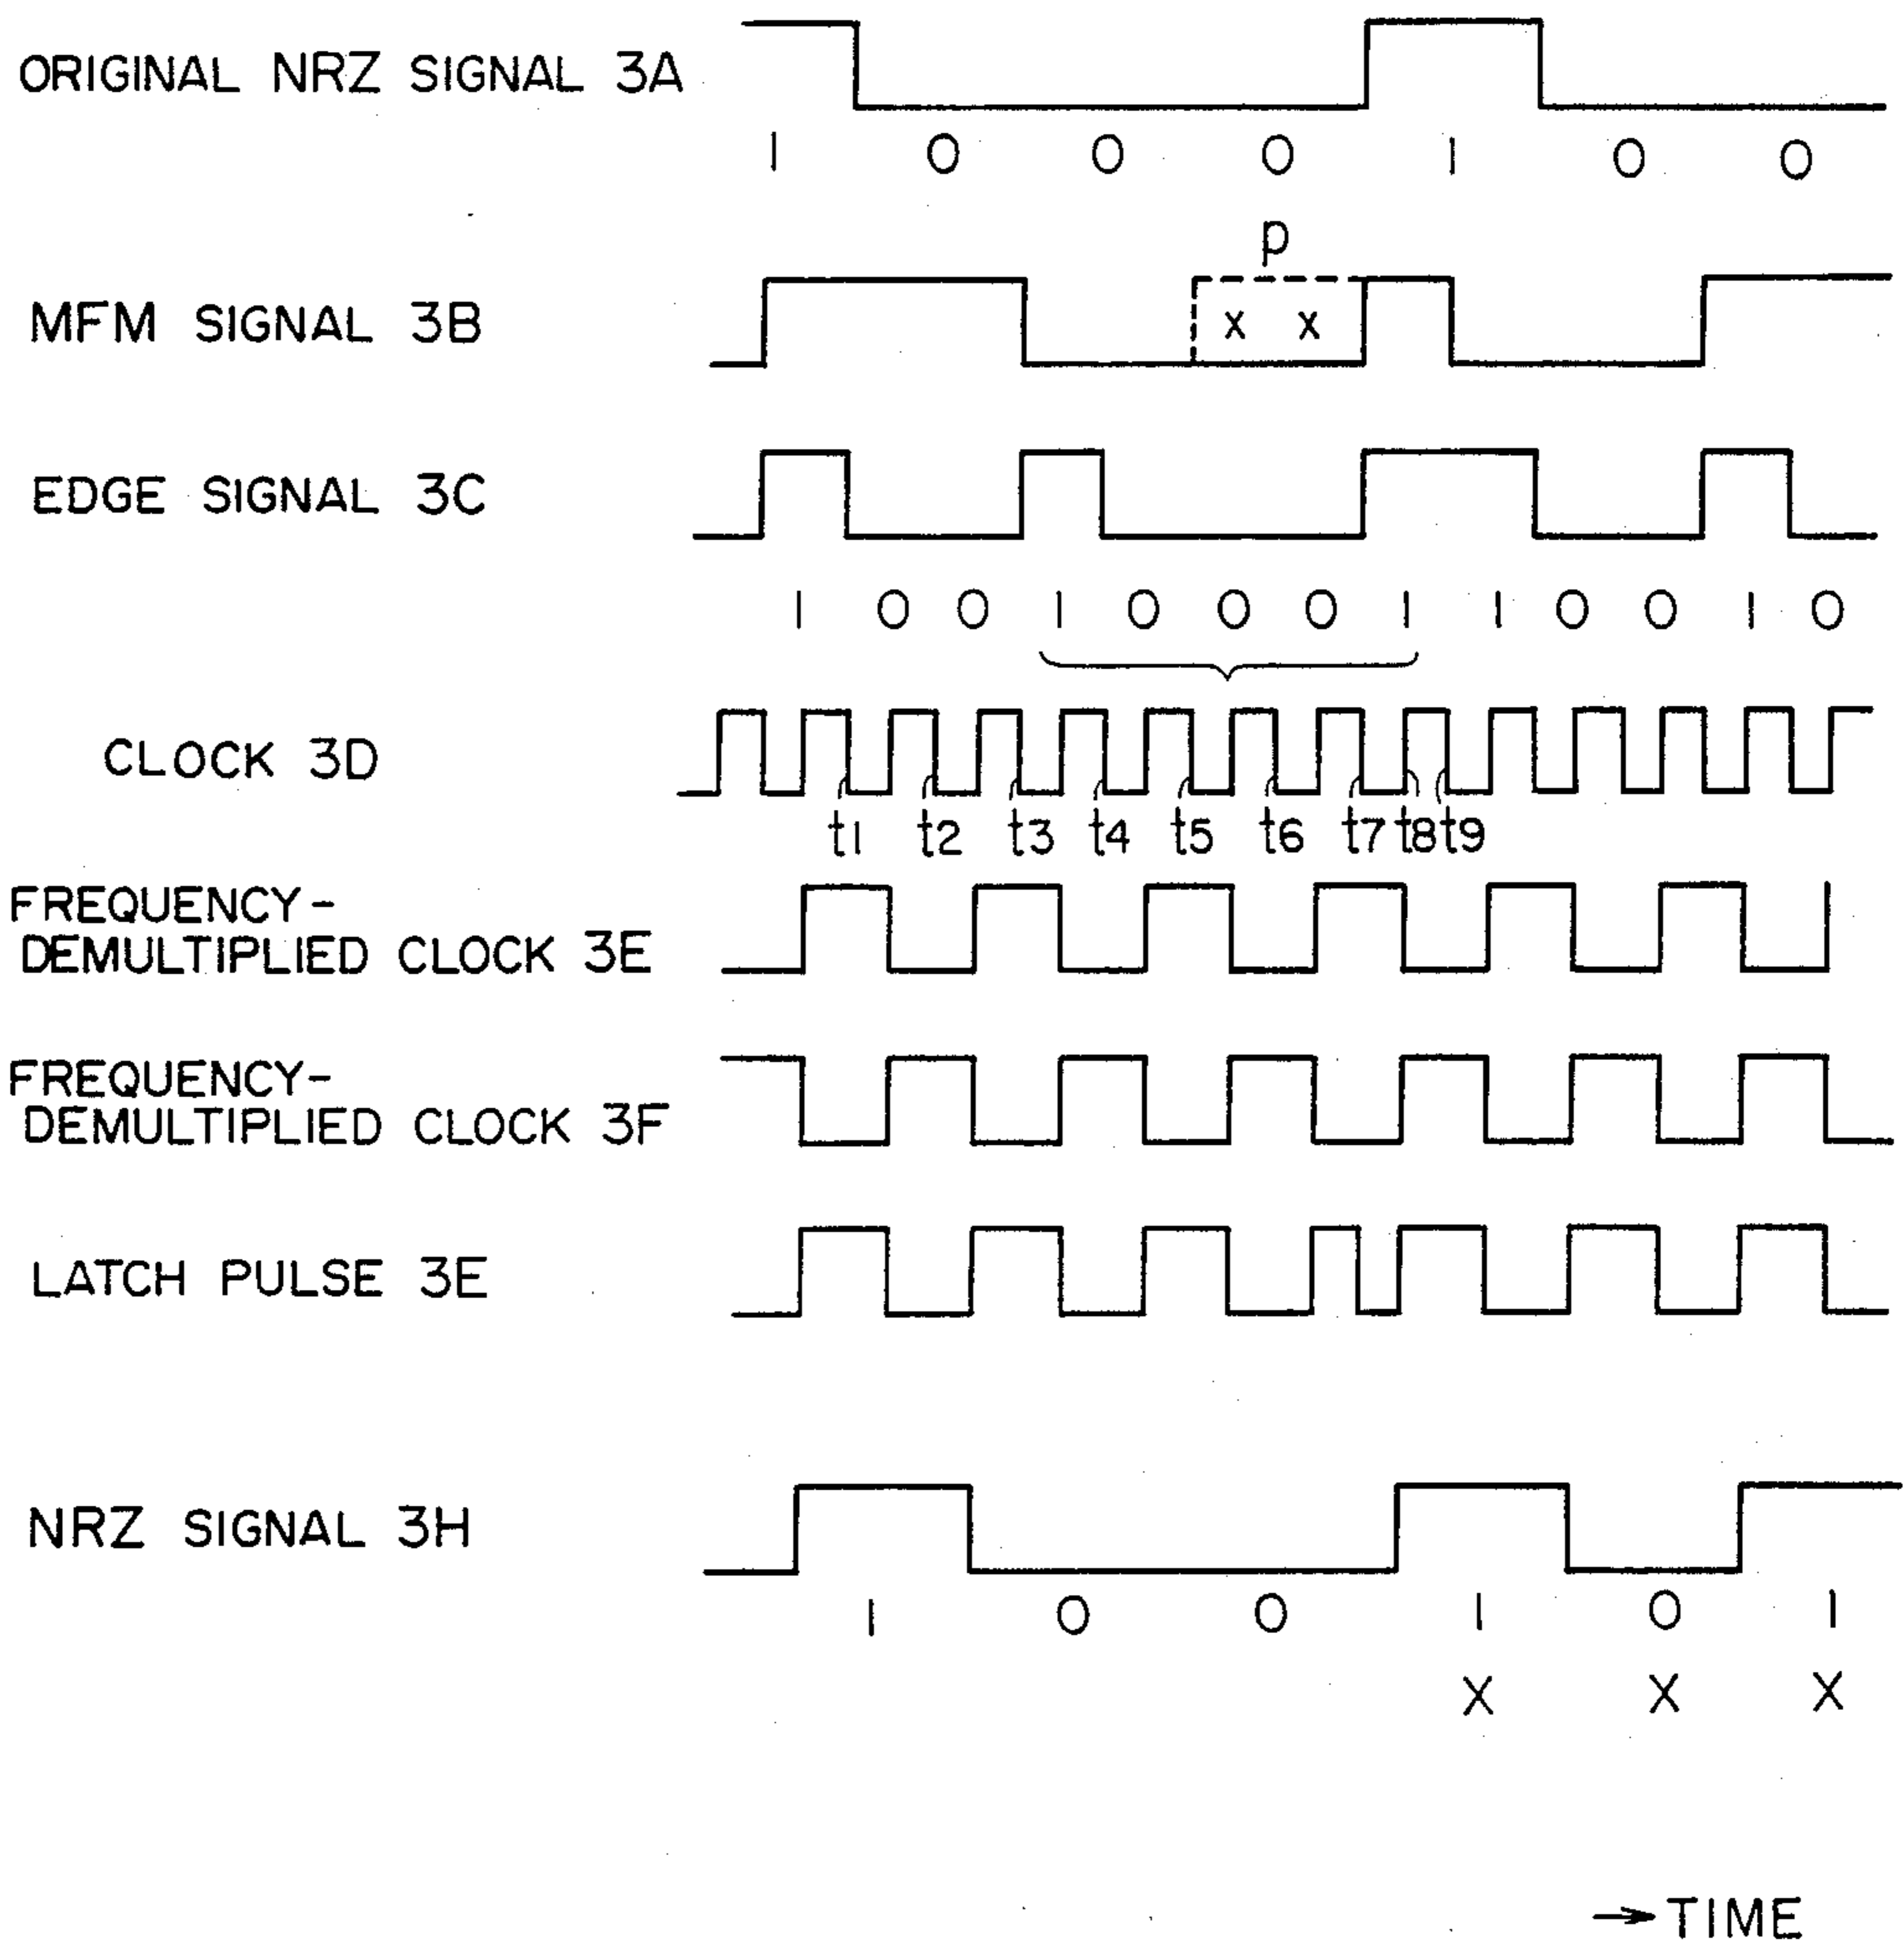 ORIGINAL NRZ SIGNAL 3A
1 0 0 0 1 0 0
p
MFM SIGNAL 3B
x x
EDGE SIGNAL 3C
1 0 0 1 0 0 0 1 1 0 0 1 0
CLOCK 3D
t1 t2 t3 t4 t5 t6 t7 t8 t9
FREQUENCY-
DEMULTIPLIED CLOCK 3E
FREQUENCY-
DEMULTIPLIED CLOCK 3F
LATCH PULSE 3E
NRZ SIGNAL 3H
1 0 0 1 0 1
X X X
→ TIME